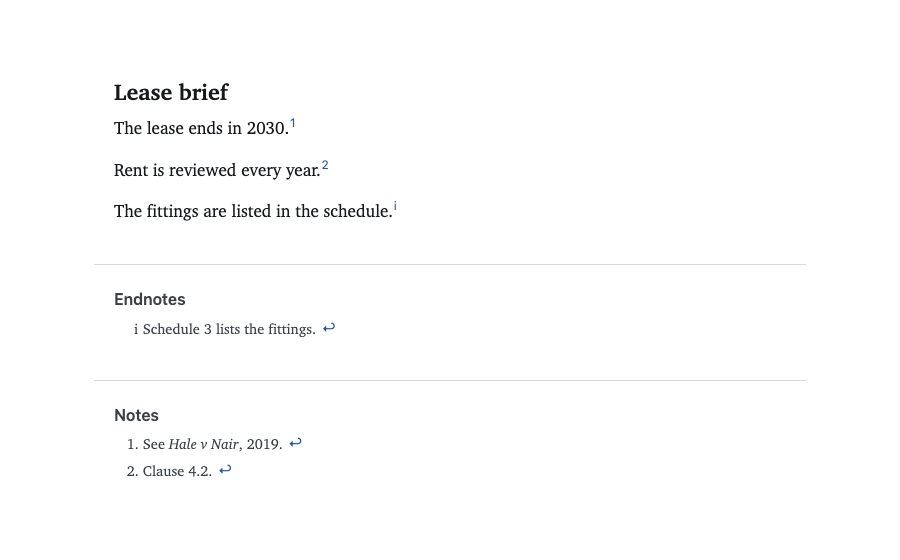 Lease brief
The lease ends in 2030.1
Rent is reviewed every year.2
The fittings are listed in the schedule.i
Endnotes
i Schedule 3 lists the fittings. ↩
Notes
1. See Hale v Nair, 2019. ↩
2. Clause 4.2. ↩